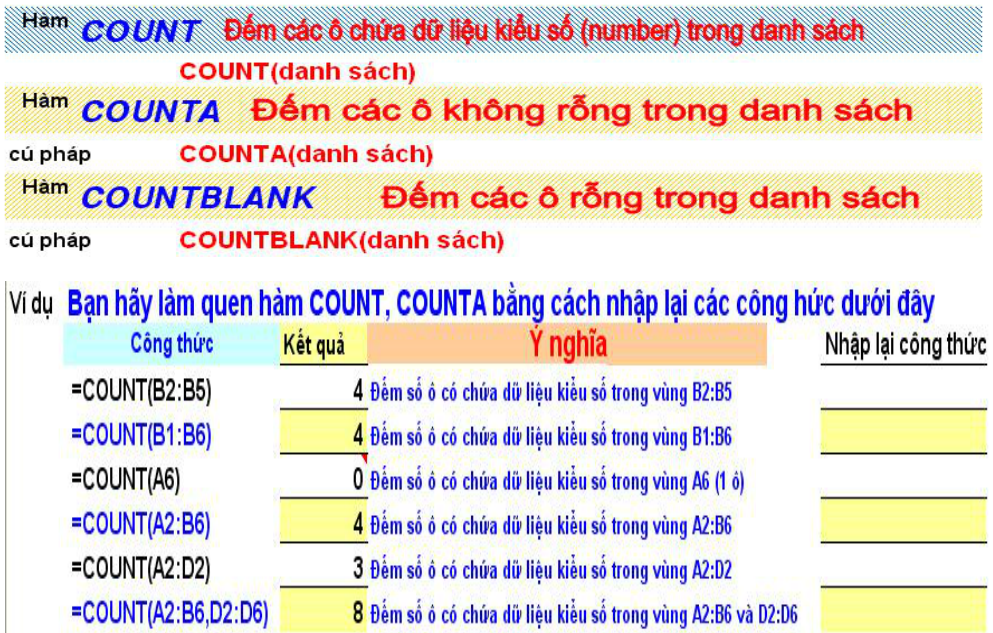 Hàm COUNT Đếm các ô chứa dữ liệu kiểu số (number) trong danh sách
COUNT(danh sách)
Hàm COUNTA Đếm các ô không rỗng trong danh sách
cú pháp COUNTA(danh sách)
Hàm COUNTBLANK Đếm các ô rỗng trong danh sách
cú pháp COUNTBLANK(danh sách)
Ví dụ Bạn hãy làm quen hàm COUNT, COUNTA bằng cách nhập lại các công hức dưới đây
Công thức Kết quả Ý nghĩa Nhập lại công thức
=COUNT(B2:B5) 4 Đếm số ô có chứa dữ liệu kiểu số trong vùng B2:B5
=COUNT(B1:B6) 4 Đếm số ô có chứa dữ liệu kiểu số trong vùng B1:B6
=COUNT(A6) 0 Đếm số ô có chứa dữ liệu kiểu số trong vùng A6 (1 ô)
=COUNT(A2:B6) 4 Đếm số ô có chứa dữ liệu kiểu số trong vùng A2:B6
=COUNT(A2:D2) 3 Đếm số ô có chứa dữ liệu kiểu số trong vùng A2:D2
=COUNT(A2:B6,D2:D6) 8 Đếm số ô có chứa dữ liệu kiểu số trong vùng A2:B6 và D2:D6